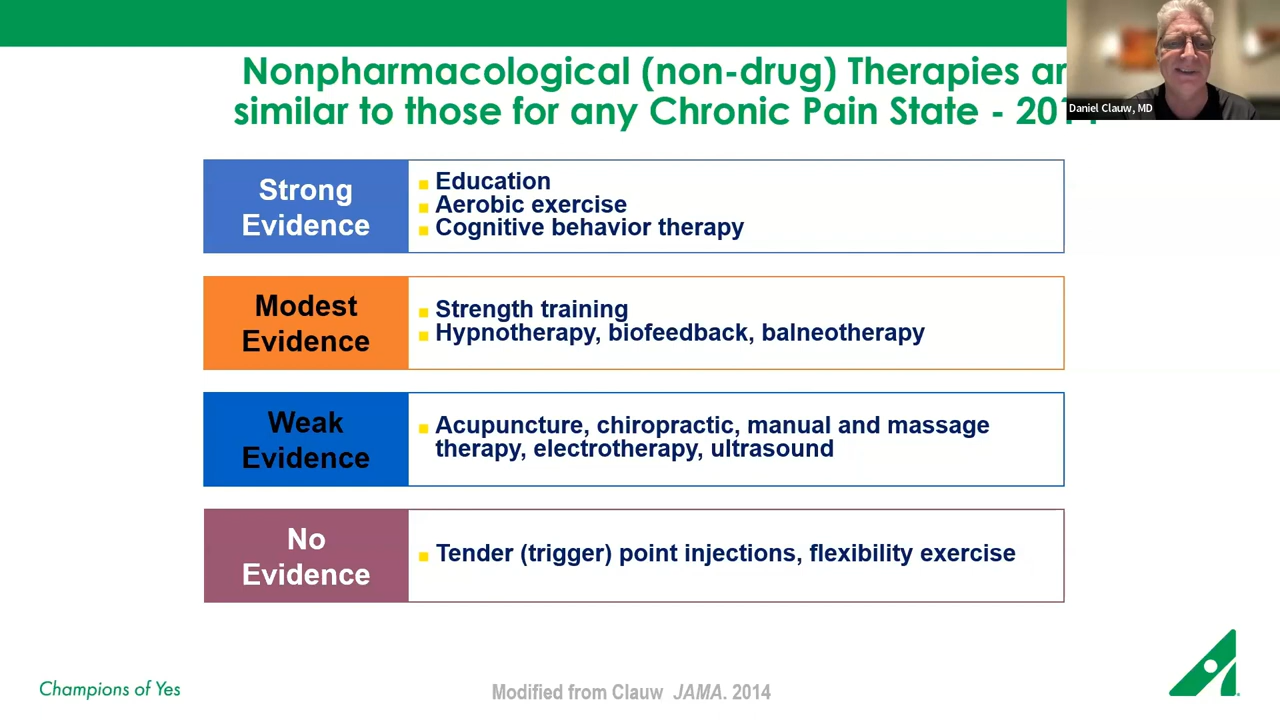 Nonpharmacological (non-drug) Therapies
similar to those for any Chronic Pain State -
Daniel Clauw, MD
Strong
Evidence
Education
Aerobic exercise
Cognitive behavior therapy
Modest
Evidence
Strength training
Hypnotherapy, biofeedback, balneotherapy
Weak
Evidence
Acupuncture, chiropractic, manual and massage
therapy, electrotherapy, ultrasound
No
Evidence
Tender (trigger) point injections, flexibility exercise
Champions of Yes
Modified from Clauw JAMA. 2014